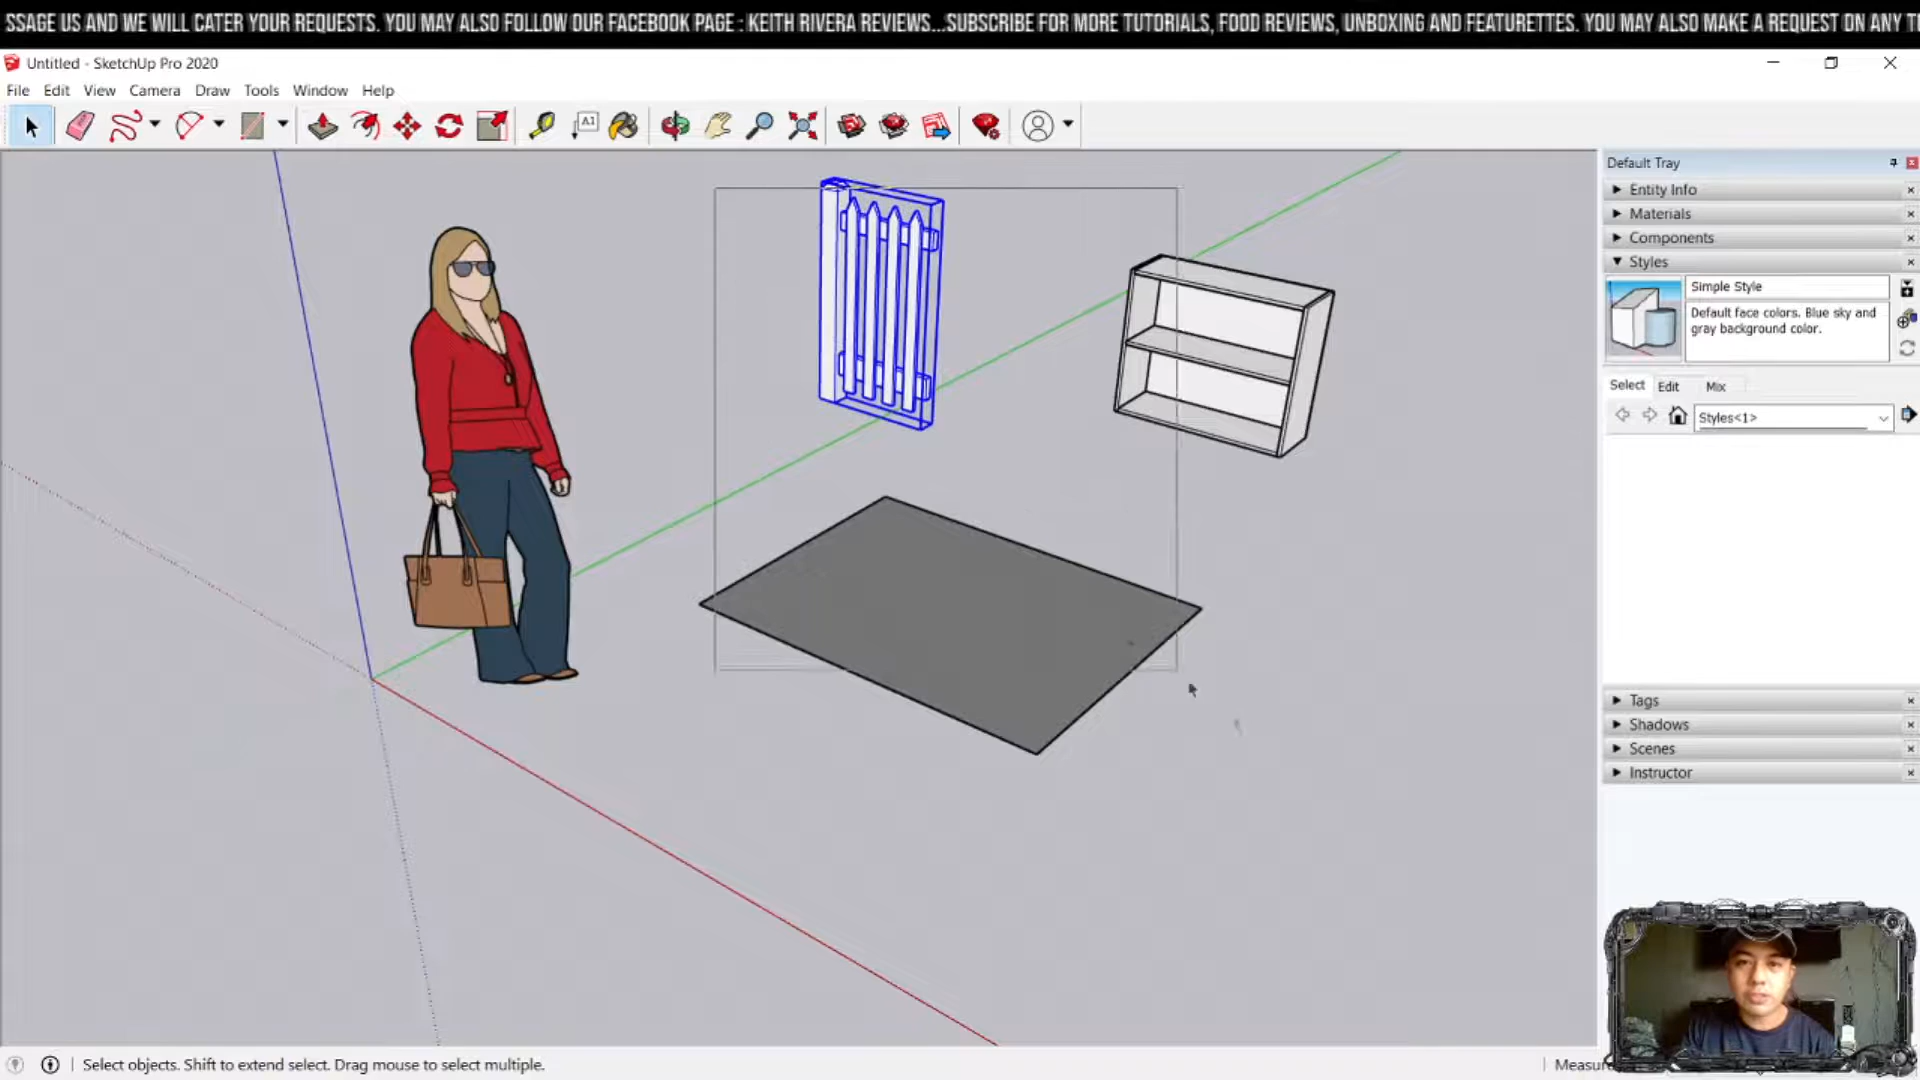 SSAGE US AND WE WILL CATER YOUR REQUESTS. YOU MAY ALSO FOLLOW OUR FACEBOOK PAGE : KEITH RIVERA REVIEWS...SUBSCRIBE FOR MORE TUTORIALS, FOOD REVIEWS, UNBOXING AND FEATURETTES. YOU MAY ALSO MAKE A REQUEST ON ANY T
Untitled - SketchUp Pro 2020
File Edit View Camera Draw Tools Window Help
A1
Default Tray
Entity Info
Materials
Components
Styles
Simple Style
Default face colors. Blue sky and
gray background color.
Select Edit Mix
Styles<1>
Tags
Shadows
Scenes
Instructor
Select objects. Shift to extend select. Drag mouse to select multiple.
Measur